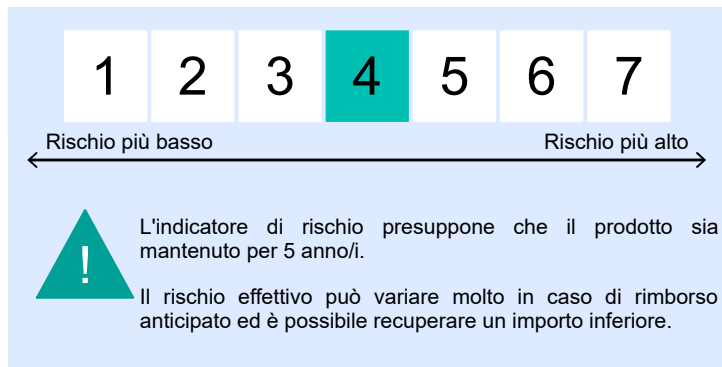 1 2 3 4 5 6 7
Rischio più basso Rischio più alto
!
L'indicatore di rischio presuppone che il prodotto sia
mantenuto per 5 anno/i.
Il rischio effettivo può variare molto in caso di rimborso
anticipato ed è possibile recuperare un importo inferiore.